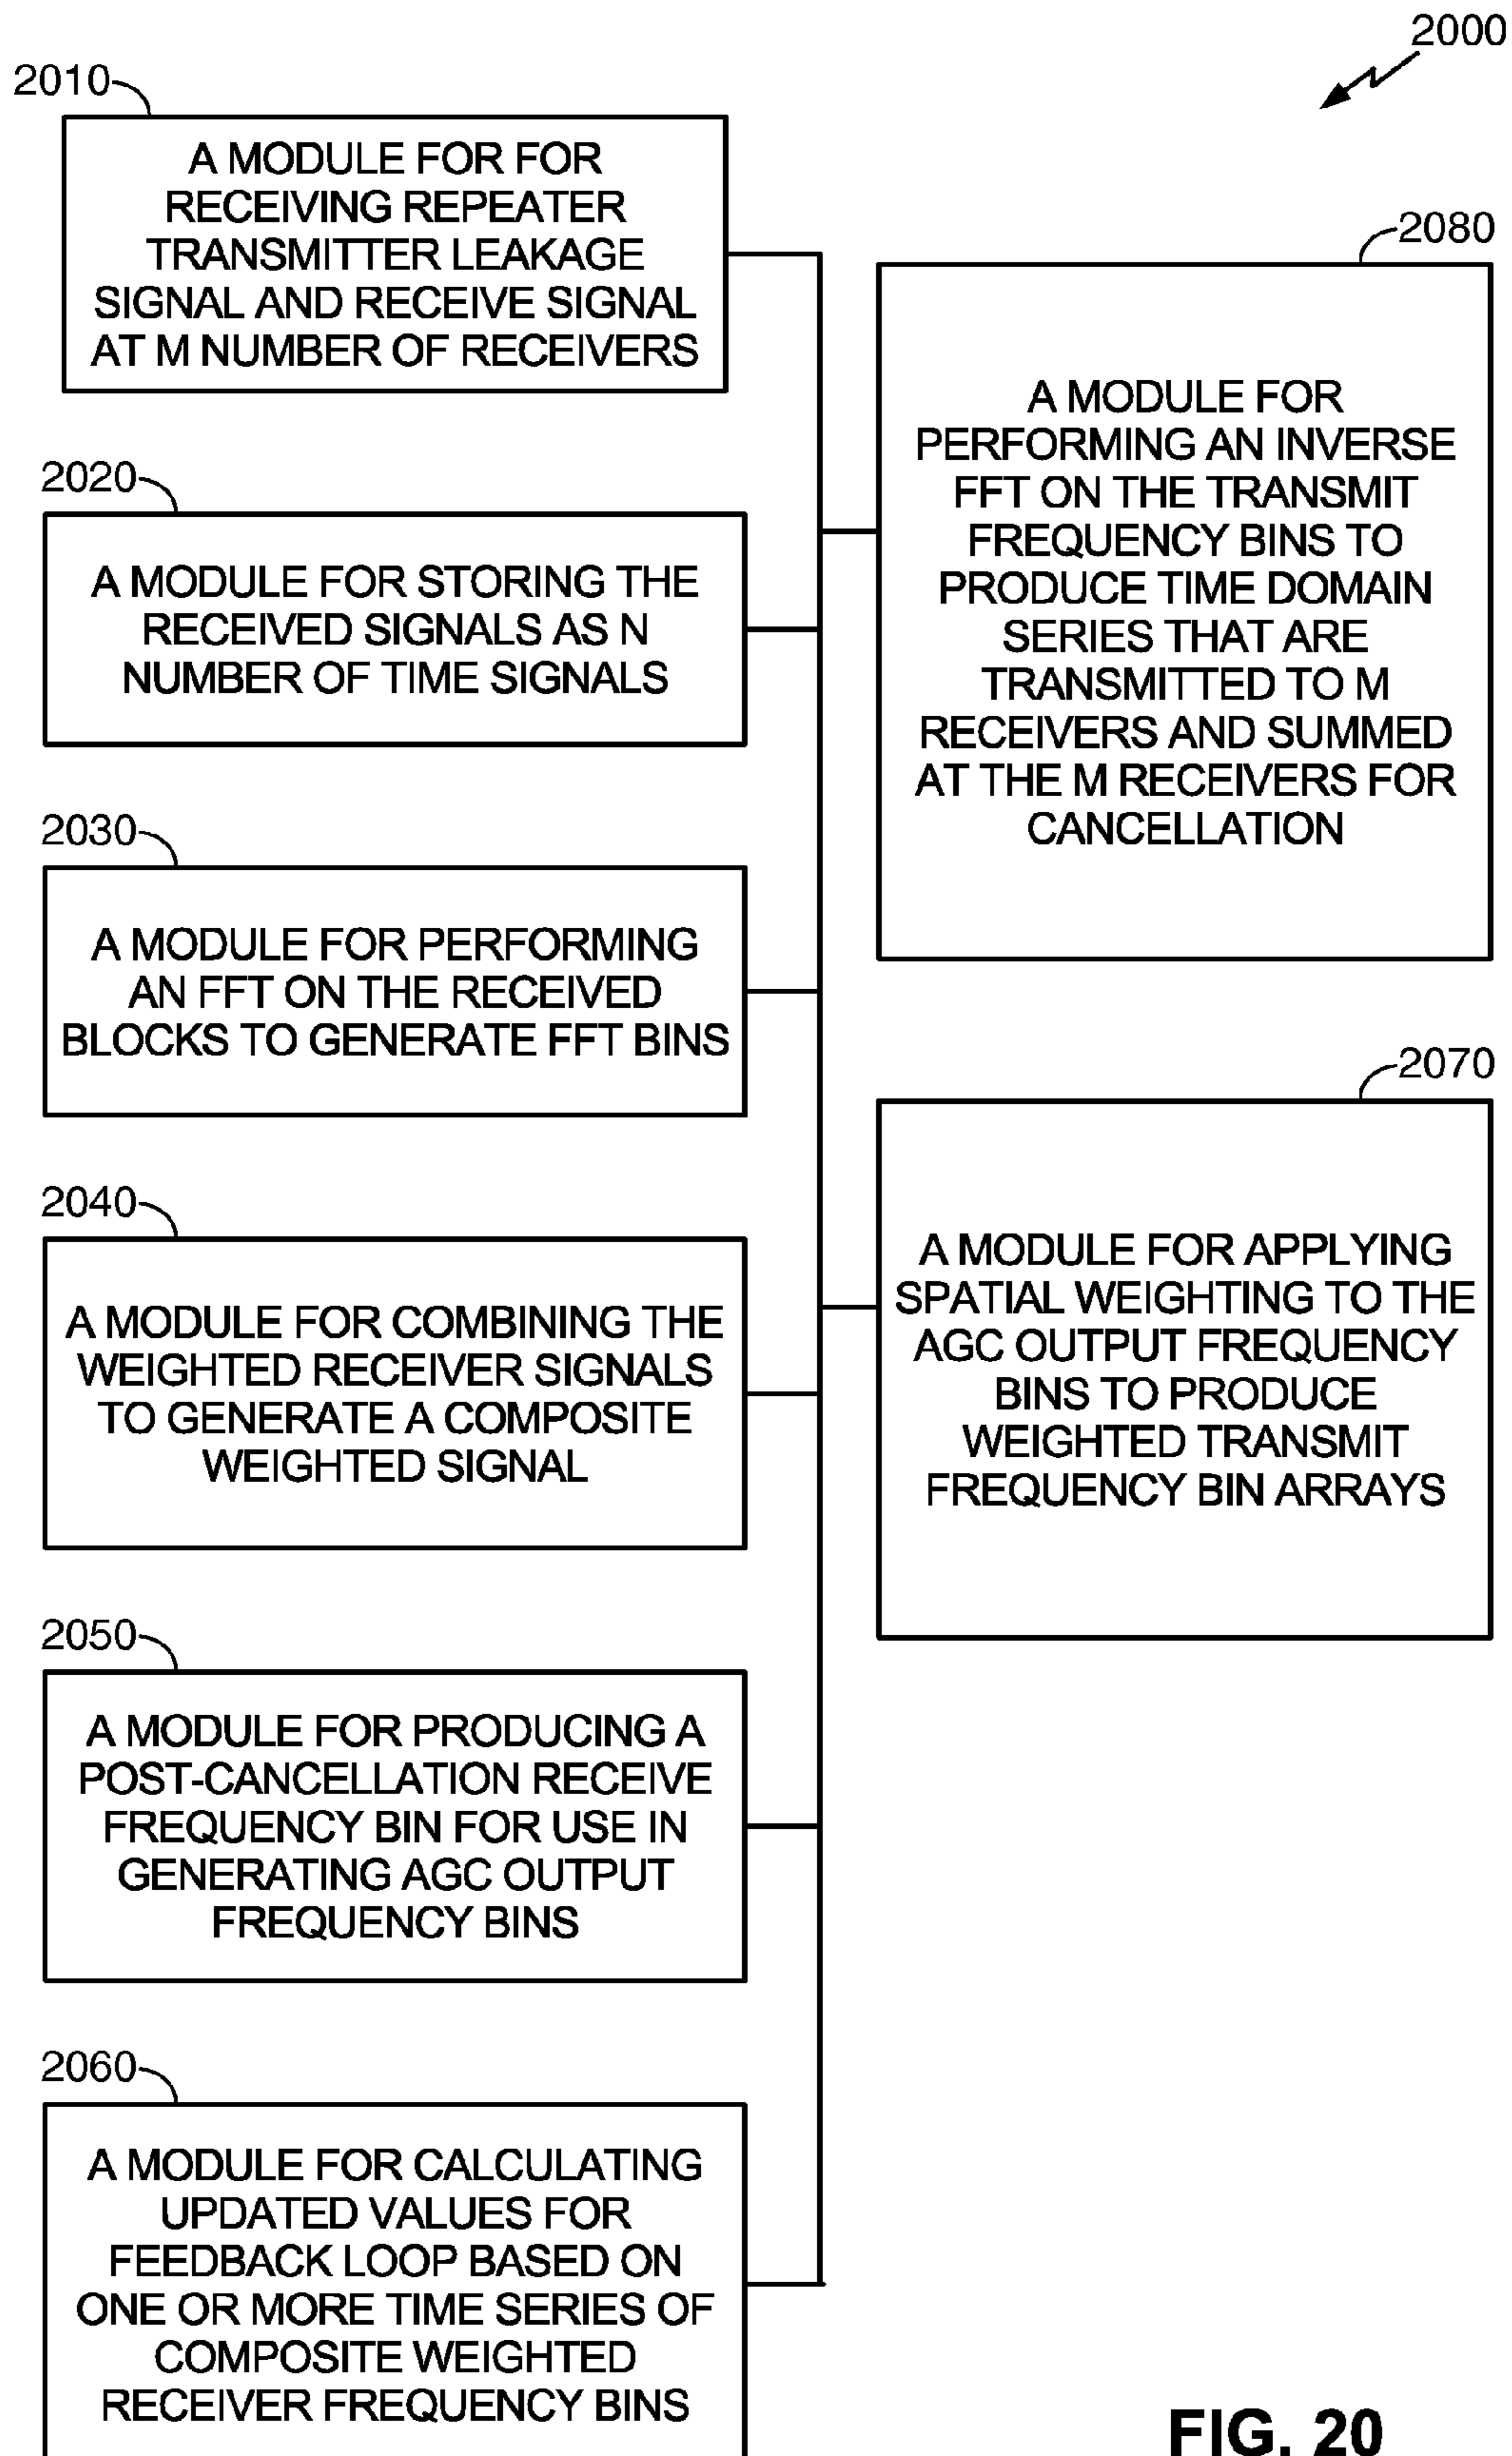 2000
2010
A MODULE FOR FOR
RECEIVING REPEATER
TRANSMITTER LEAKAGE
SIGNAL AND RECEIVE SIGNAL
AT M NUMBER OF RECEIVERS
2020
A MODULE FOR STORING THE
RECEIVED SIGNALS AS N
NUMBER OF TIME SIGNALS
2030
A MODULE FOR PERFORMING
AN FFT ON THE RECEIVED
BLOCKS TO GENERATE FFT BINS
2040
A MODULE FOR COMBINING THE
WEIGHTED RECEIVER SIGNALS
TO GENERATE A COMPOSITE
WEIGHTED SIGNAL
2050
A MODULE FOR PRODUCING A
POST-CANCELLATION RECEIVE
FREQUENCY BIN FOR USE IN
GENERATING AGC OUTPUT
FREQUENCY BINS
2060
A MODULE FOR CALCULATING
UPDATED VALUES FOR
FEEDBACK LOOP BASED ON
ONE OR MORE TIME SERIES OF
COMPOSITE WEIGHTED
RECEIVER FREQUENCY BINS
2080
A MODULE FOR
PERFORMING AN INVERSE
FFT ON THE TRANSMIT
FREQUENCY BINS TO
PRODUCE TIME DOMAIN
SERIES THAT ARE
TRANSMITTED TO M
RECEIVERS AND SUMMED
AT THE M RECEIVERS FOR
CANCELLATION
2070
A MODULE FOR APPLYING
SPATIAL WEIGHTING TO THE
AGC OUTPUT FREQUENCY
BINS TO PRODUCE
WEIGHTED TRANSMIT
FREQUENCY BIN ARRAYS
FIG. 20